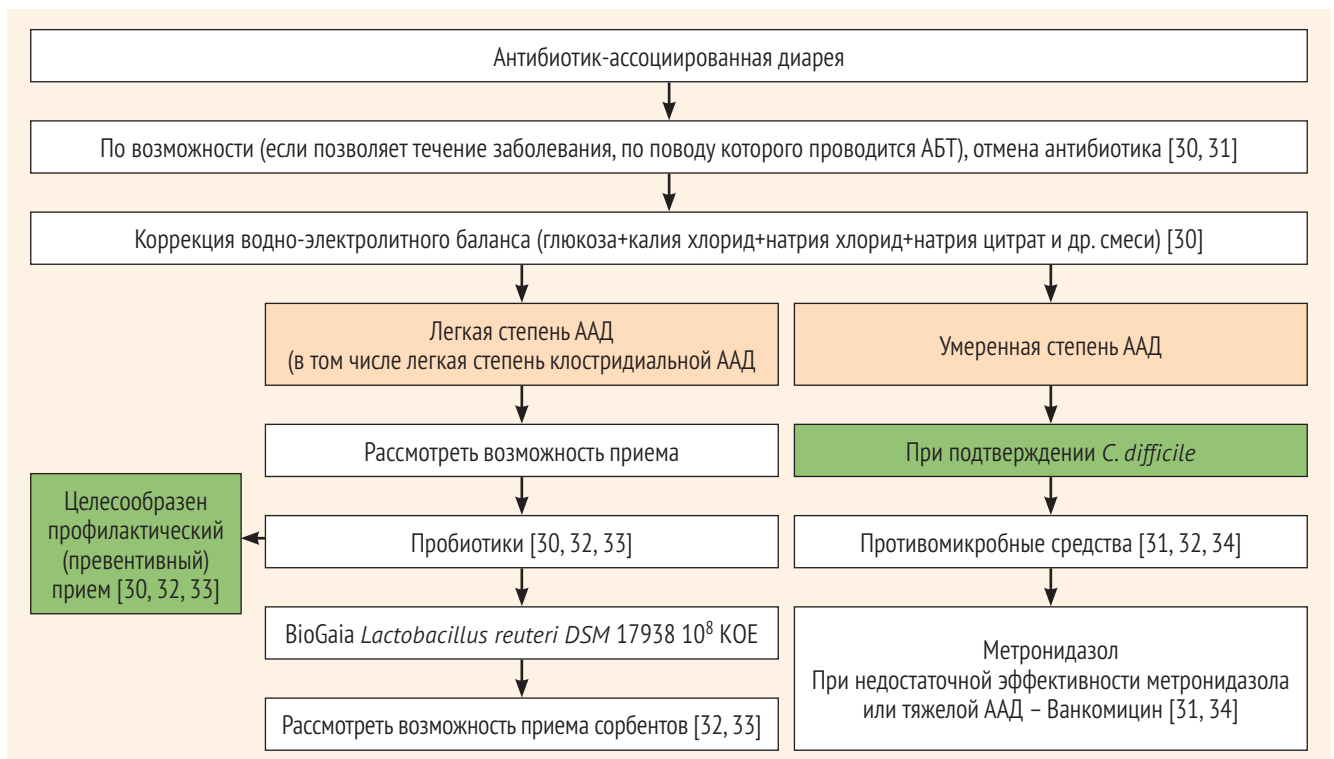 Антибиотик-ассоциированная диарея
По возможности (если позволяет течение заболевания, по поводу которого проводится АБТ), отмена антибиотика [30, 31]
Коррекция водно-электролитного баланса (глюкоза+калия хлорид+натрия хлорид+натрия цитрат и др. смеси) [30]
Легкая степень ААД
(в том числе легкая степень клостридиальной ААД
Умеренная степень ААД
Рассмотреть возможность приема
При подтверждении C. difficile
Целесообразен
профилактический
(превентивный)
прием [30, 32, 33]
Пробиотики [30, 32, 33]
Противомикробные средства [31, 32, 34]
BioGaia Lactobacillus reuteri DSM 17938 10⁸ КОЕ
Метронидазол
При недостаточной эффективности метронидазола
или тяжелой ААД – Ванкомицин [31, 34]
Рассмотреть возможность приема сорбентов [32, 33]